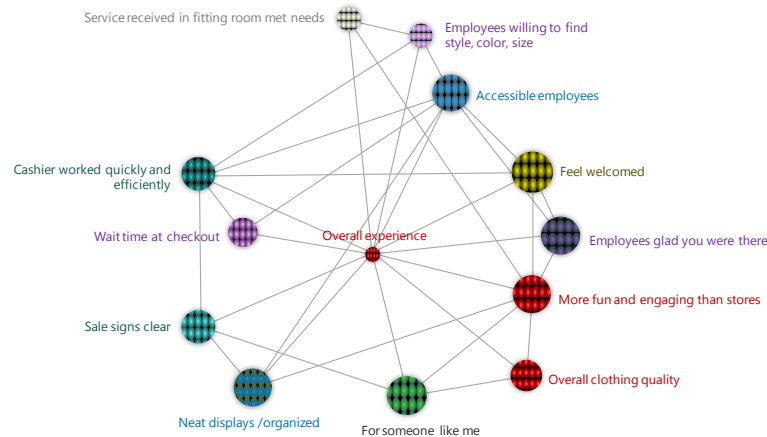 Service received in fitting room met needs
Employees willing to find
style, color, size
Accessible employees
Cashier worked quickly and
efficiently
Feel welcomed
Wait time at checkout
Overall experience
Employees glad you were there
More fun and engaging than stores
Sale signs clear
Overall clothing quality
Neat displays /organized
For someone like me